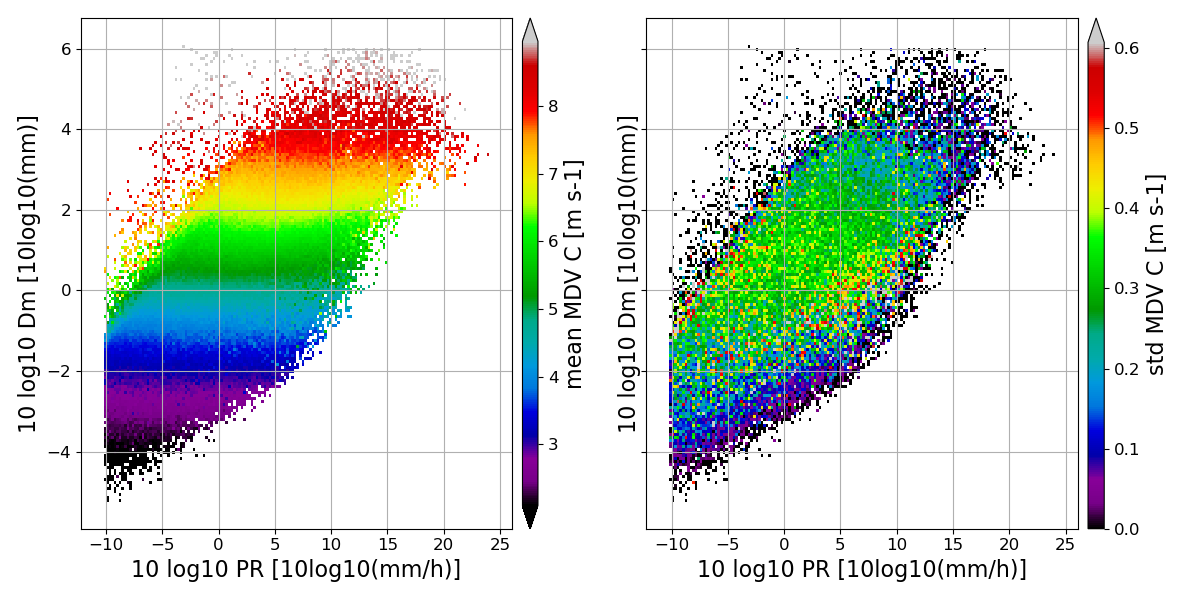 6
4
2
0
−2
−4
−10 −5 0 5 10 15 20 25
10 log10 PR [10log10(mm/h)]
10 log10 Dm [10log10(mm)]
8
7
6
5
4
3
mean MDV C [m s-1]
−10 −5 0 5 10 15 20 25
10 log10 PR [10log10(mm/h)]
10 log10 Dm [10log10(mm)]
0.6
0.5
0.4
0.3
0.2
0.1
0.0
std MDV C [m s-1]